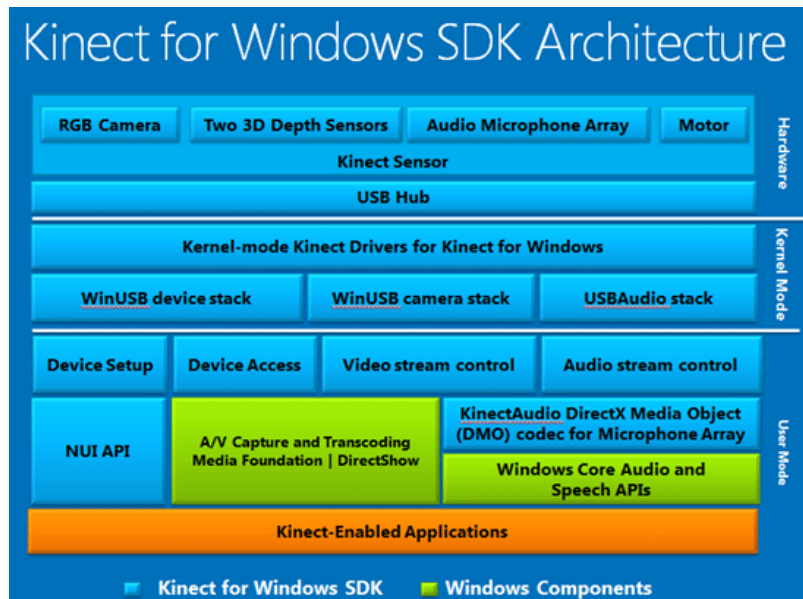 Kinect for Windows SDK Architecture
RGB Camera
Two 3D Depth Sensors
Audio Microphone Array
Motor
Kinect Sensor
USB Hub
Hardware
Kernel-mode Kinect Drivers for Kinect for Windows
WinUSB device stack
WinUSB camera stack
USBAudio stack
Kernel Mode
Device Setup
Device Access
Video stream control
Audio stream control
NUI API
A/V Capture and Transcoding
Media Foundation | DirectShow
KinectAudio DirectX Media Object
(DMO) codec for Microphone Array
Windows Core Audio and
Speech APIs
User Mode
Kinect-Enabled Applications
Kinect for Windows SDK
Windows Components